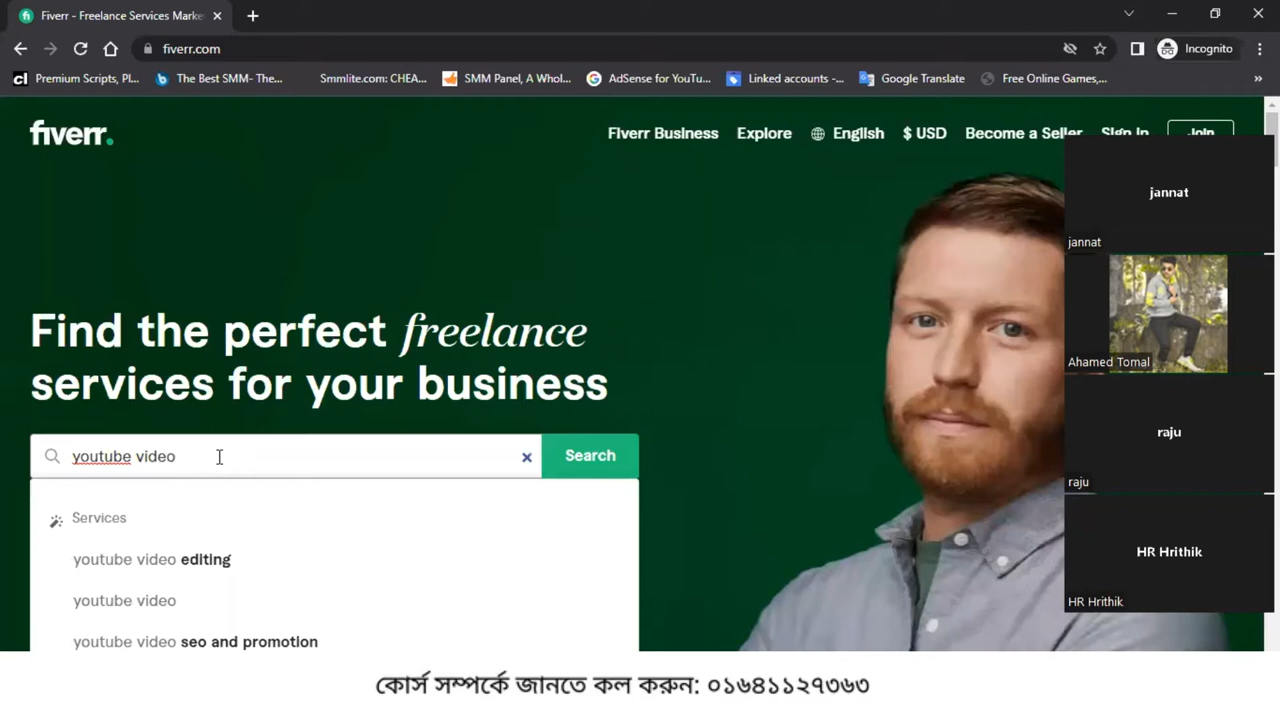 Fiverr - Freelance Services Marke
fiverr.com
Incognito
Premium Scripts, Pl...
The Best SMM- The...
Smmlite.com: CHEA...
SMM Panel, A Whol...
AdSense for YouTu...
Linked accounts -...
Google Translate
Free Online Games,...
fiverr.
Fiverr Business
Explore
English
$ USD
Become a Seller
Sign in
Join
jannat
jannat
Find the perfect freelance
services for your business
Ahamed Tomal
youtube video
Search
raju
raju
Services
youtube video editing
youtube video
youtube video seo and promotion
HR Hrithik
HR Hrithik
কোর্স সম্পর্কে জানতে কল করুন: ০১৬৪১১২৭৩৬৩